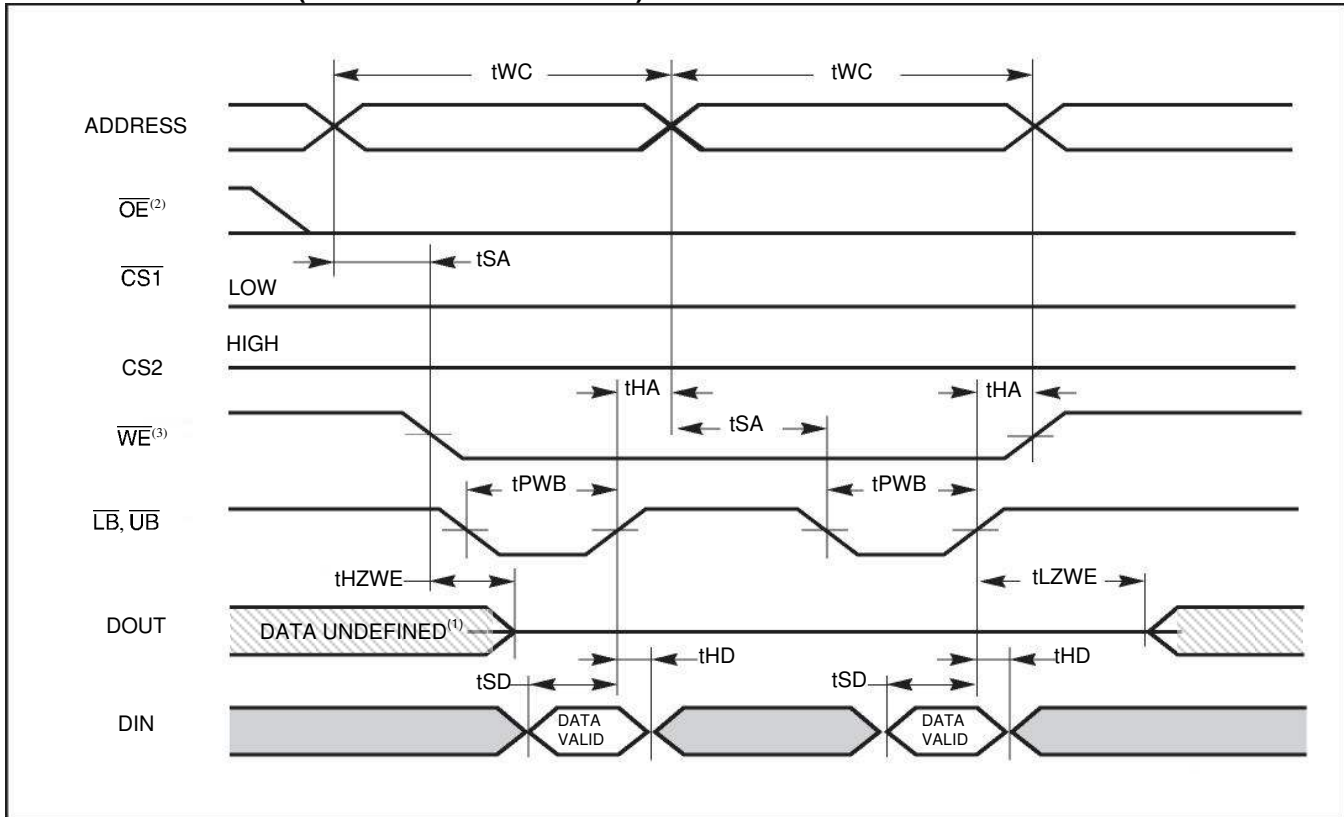 tWC tWC
ADDRESS
OE(2)
CS1 tSA
LOW
HIGH
CS2
tHA tHA
WE(3) tSA
tPWB tPWB
LB, UB
tHZWE tLZWE
DOUT DATA UNDEFINED(1)
tHD tHD
tSD tSD
DIN DATA VALID DATA VALID